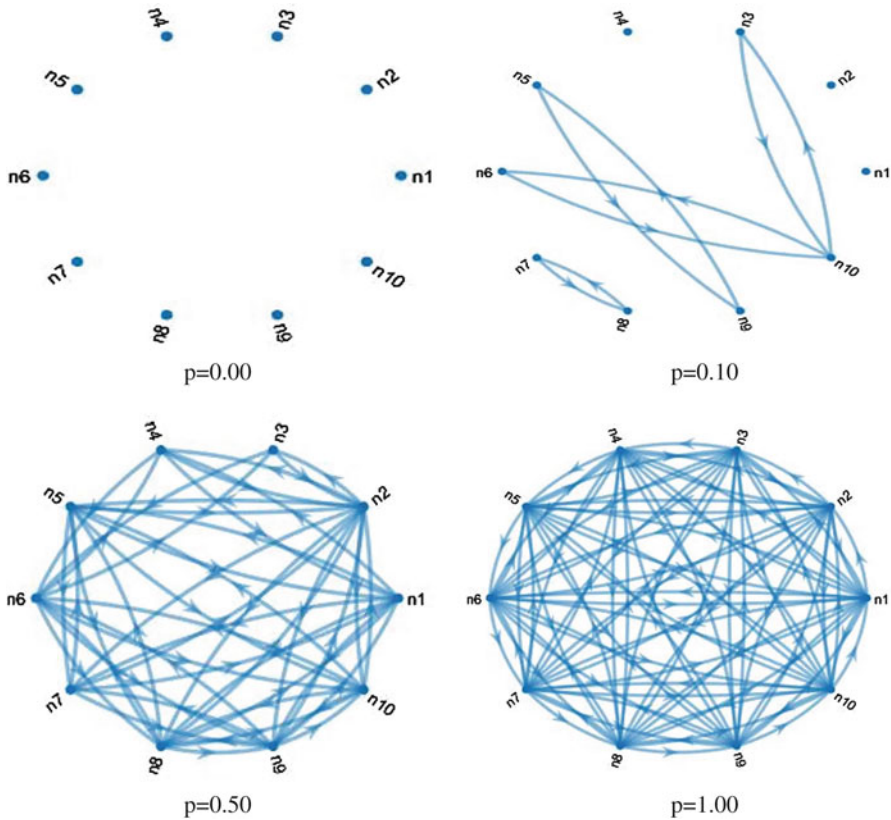 n4 n3
n5 n2
n6 n1
n7 n10
n8 n9
p=0.00
n4 n3
n5 n2
n6 n1
n7 n10
n8 n9
p=0.10
n4 n3
n5 n2
n6 n1
n7 n10
n8 n9
p=0.50
n4 n3
n5 n2
n6 n1
n7 n10
n8 n9
p=1.00